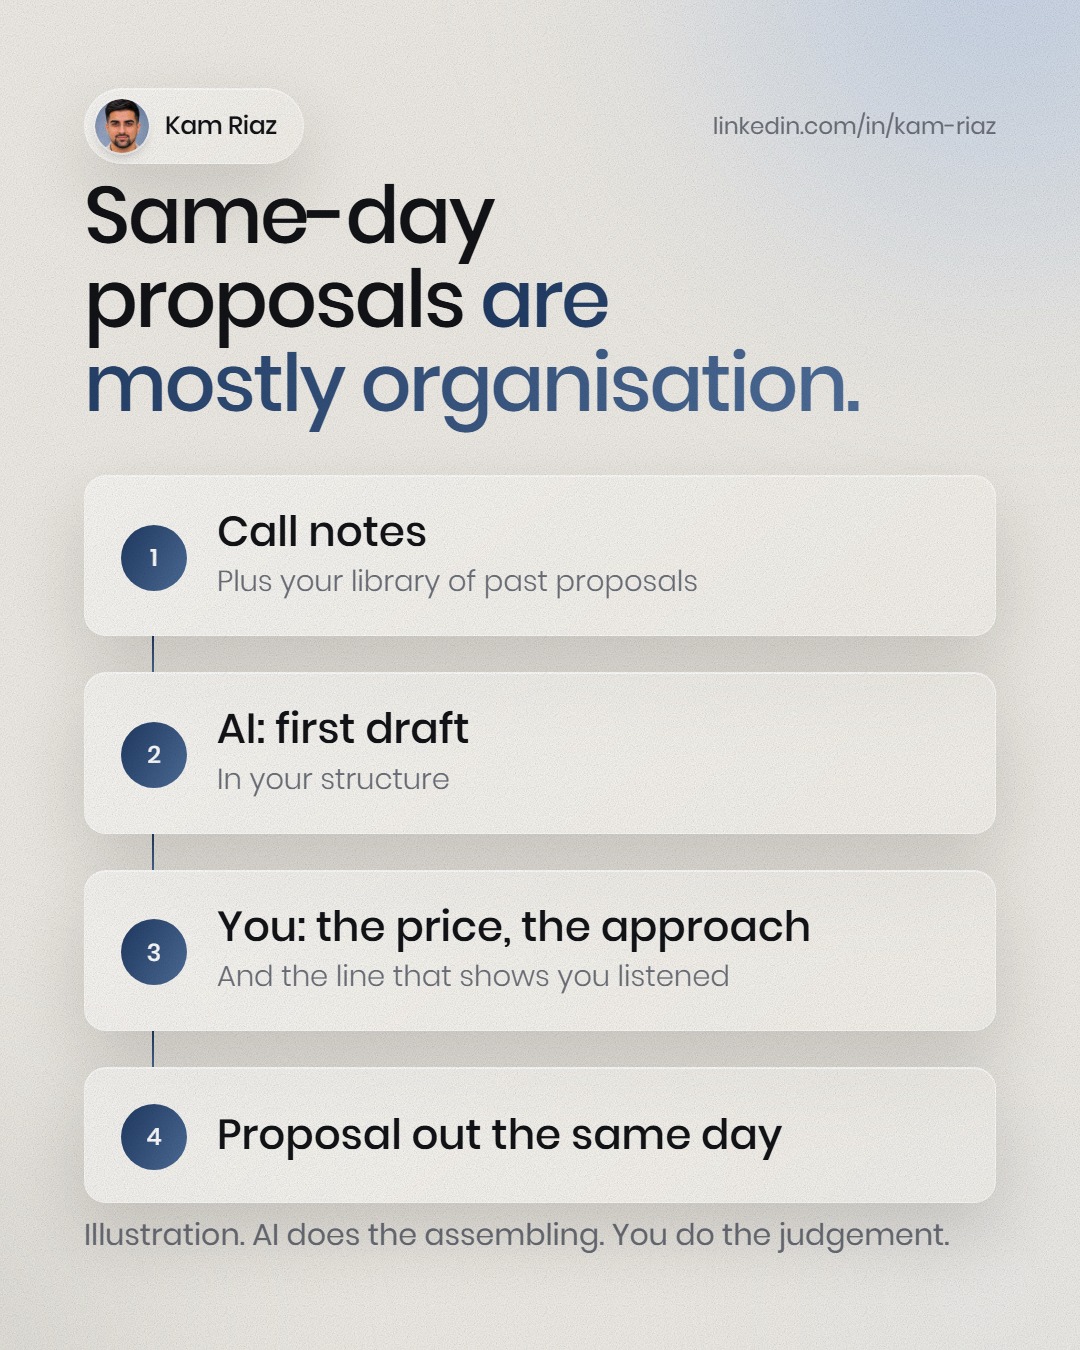 Kam Riaz
linkedin.com/in/kam-riaz
Same-day
proposals are
mostly organisation.
1
Call notes
Plus your library of past proposals
2
AI: first draft
In your structure
3
You: the price, the approach
And the line that shows you listened
4
Proposal out the same day
Illustration. AI does the assembling. You do the judgement.